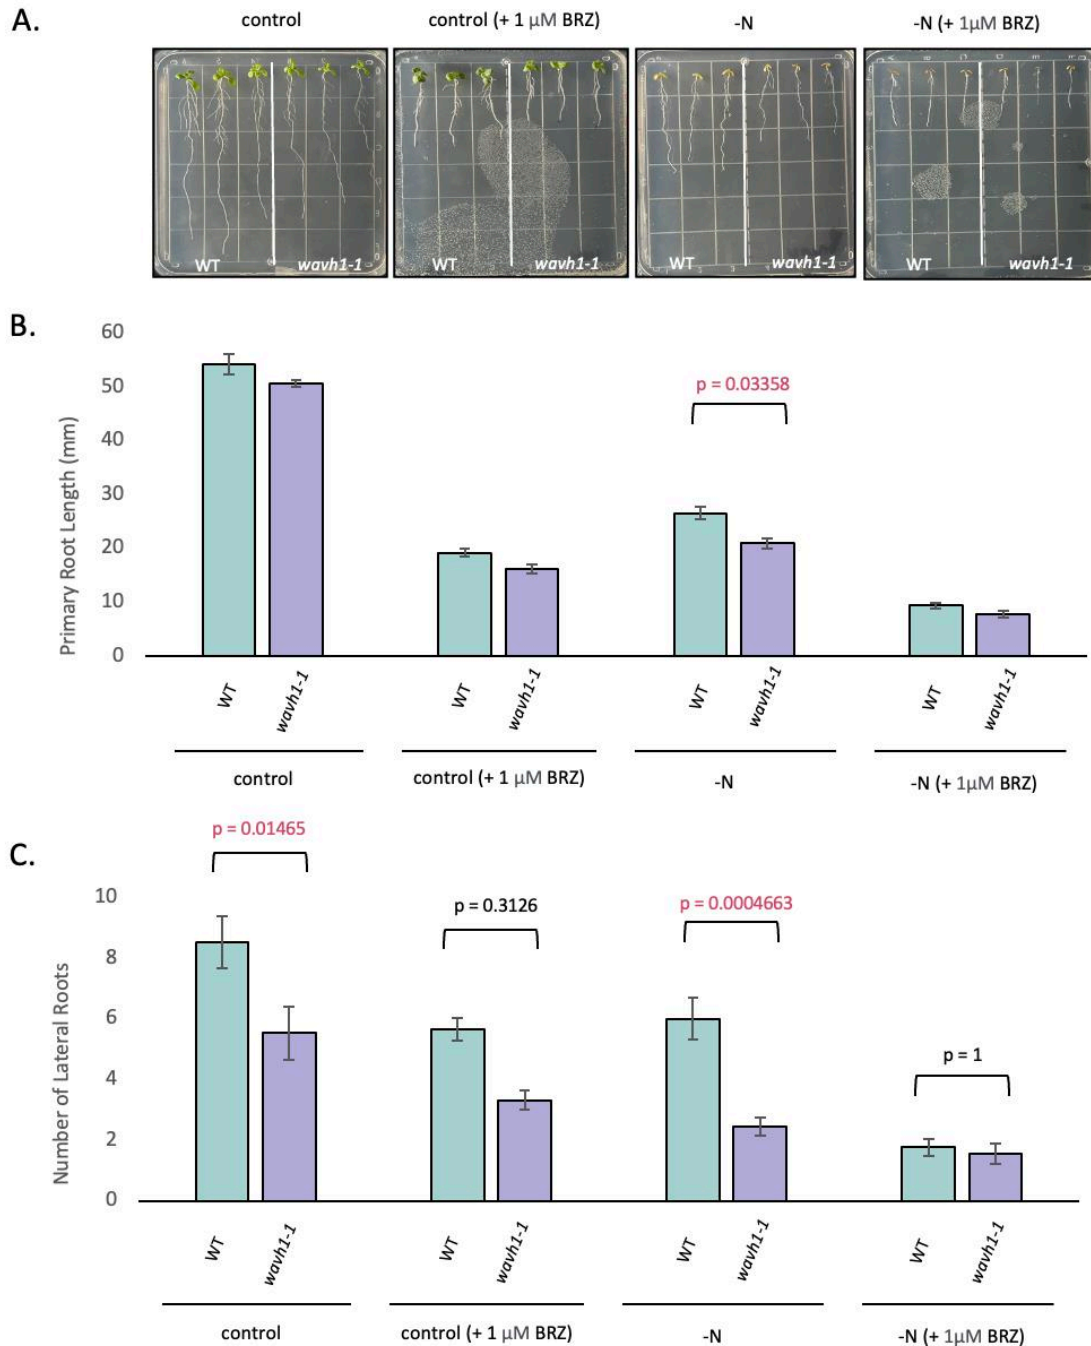 A.
control
control (+ 1 µM BRZ)
-N
-N (+ 1µM BRZ)
WT
wavh1-1
WT
wavh1-1
WT
wavh1-1
WT
wavh1-1
B.
Primary Root Length (mm)
60
50
40
30
20
10
0
p = 0.03358
WT
wavh1-1
WT
wavh1-1
WT
wavh1-1
WT
wavh1-1
control
control (+ 1 µM BRZ)
-N
-N (+ 1µM BRZ)
C.
Number of Lateral Roots
10
8
6
4
2
0
p = 0.01465
p = 0.3126
p = 0.0004663
p = 1
WT
wavh1-1
WT
wavh1-1
WT
wavh1-1
WT
wavh1-1
control
control (+ 1 µM BRZ)
-N
-N (+ 1µM BRZ)